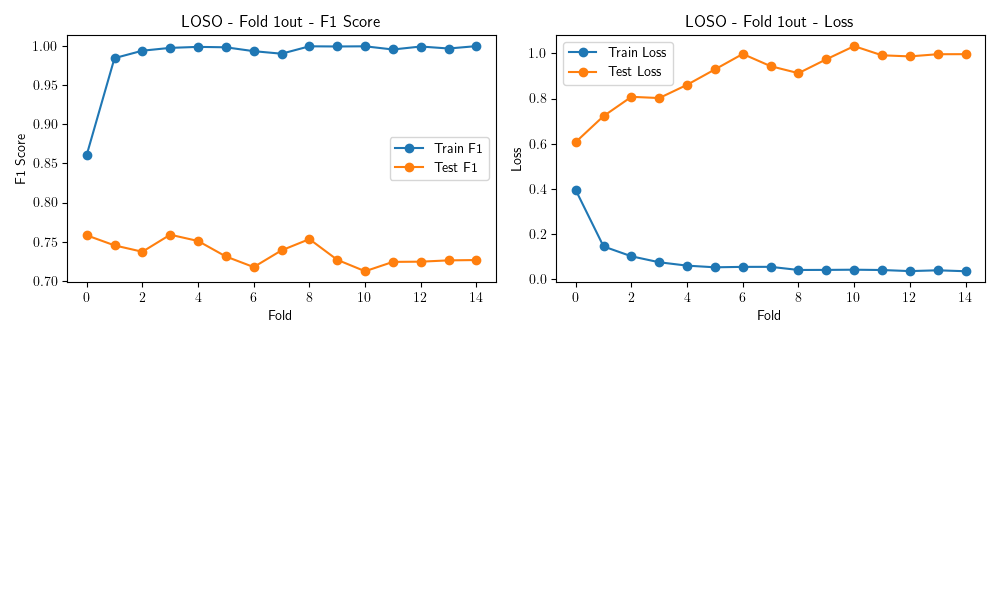 LOSO - Fold 1out - F1 Score
F1 Score
1.00
0.95
0.90
0.85
0.80
0.75
0.70
Train F1
Test F1
0 2 4 6 8 10 12 14
Fold
LOSO - Fold 1out - Loss
Loss
1.0
0.8
0.6
0.4
0.2
0.0
Train Loss
Test Loss
0 2 4 6 8 10 12 14
Fold